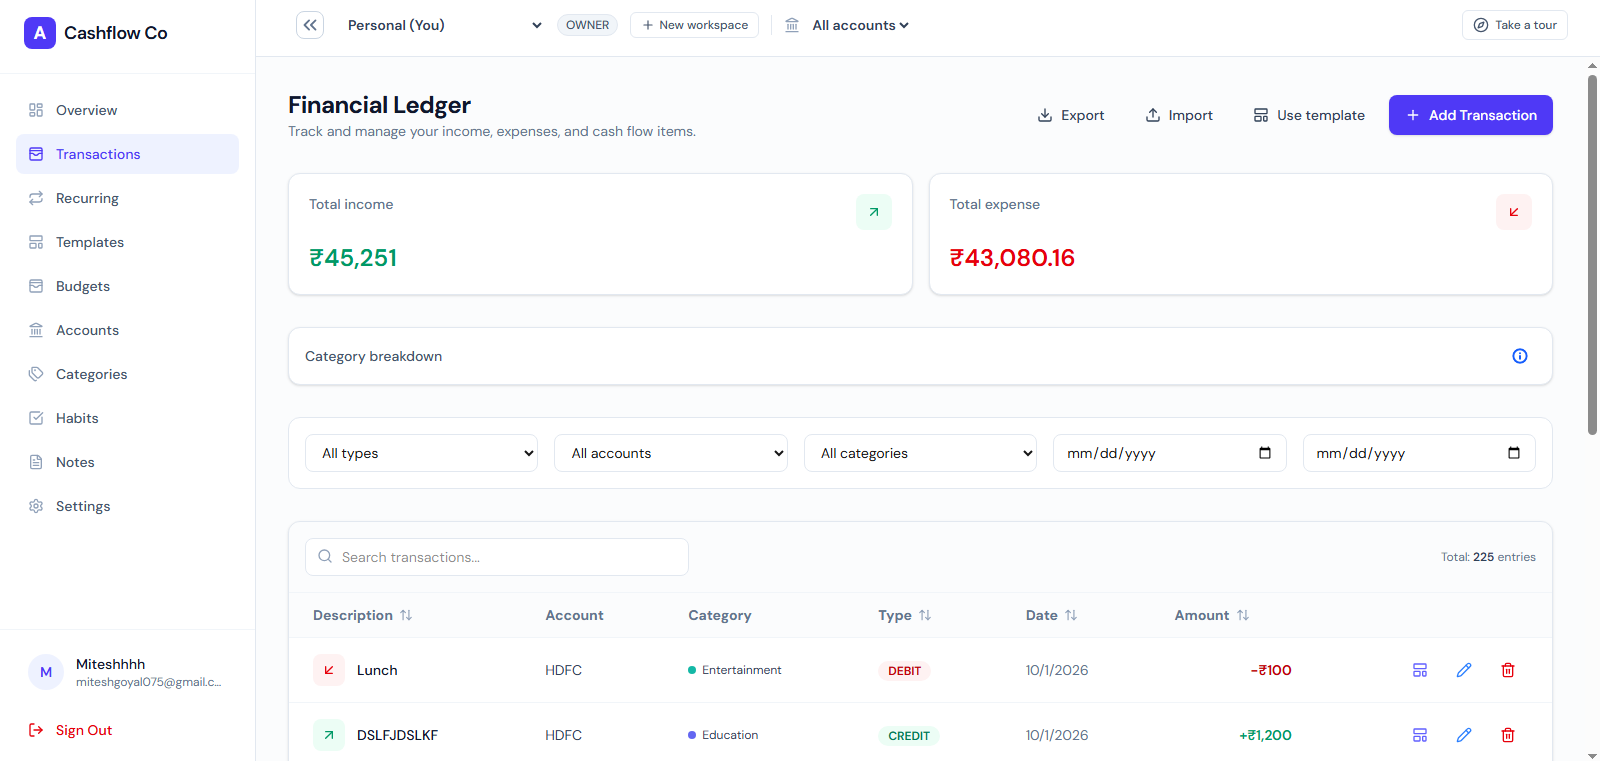 A Cashflow Co
Overview
Transactions
Recurring
Templates
Budgets
Accounts
Categories
Habits
Notes
Settings
M
Miteshhhh
miteshgoyal075@gmail.c...
Sign Out
Personal (You)
OWNER
New workspace
All accounts
Take a tour
Financial Ledger
Track and manage your income, expenses, and cash flow items.
Export
Import
Use template
Add Transaction
Total income
₹45,251
Total expense
₹43,080.16
Category breakdown
All types
All accounts
All categories
mm/dd/yyyy
mm/dd/yyyy
Search transactions...
Total: 225 entries
Description Account Category Type Date Amount
Lunch HDFC Entertainment DEBIT 10/1/2026 -₹100
DSLFJDSLKF HDFC Education CREDIT 10/1/2026 +₹1,200